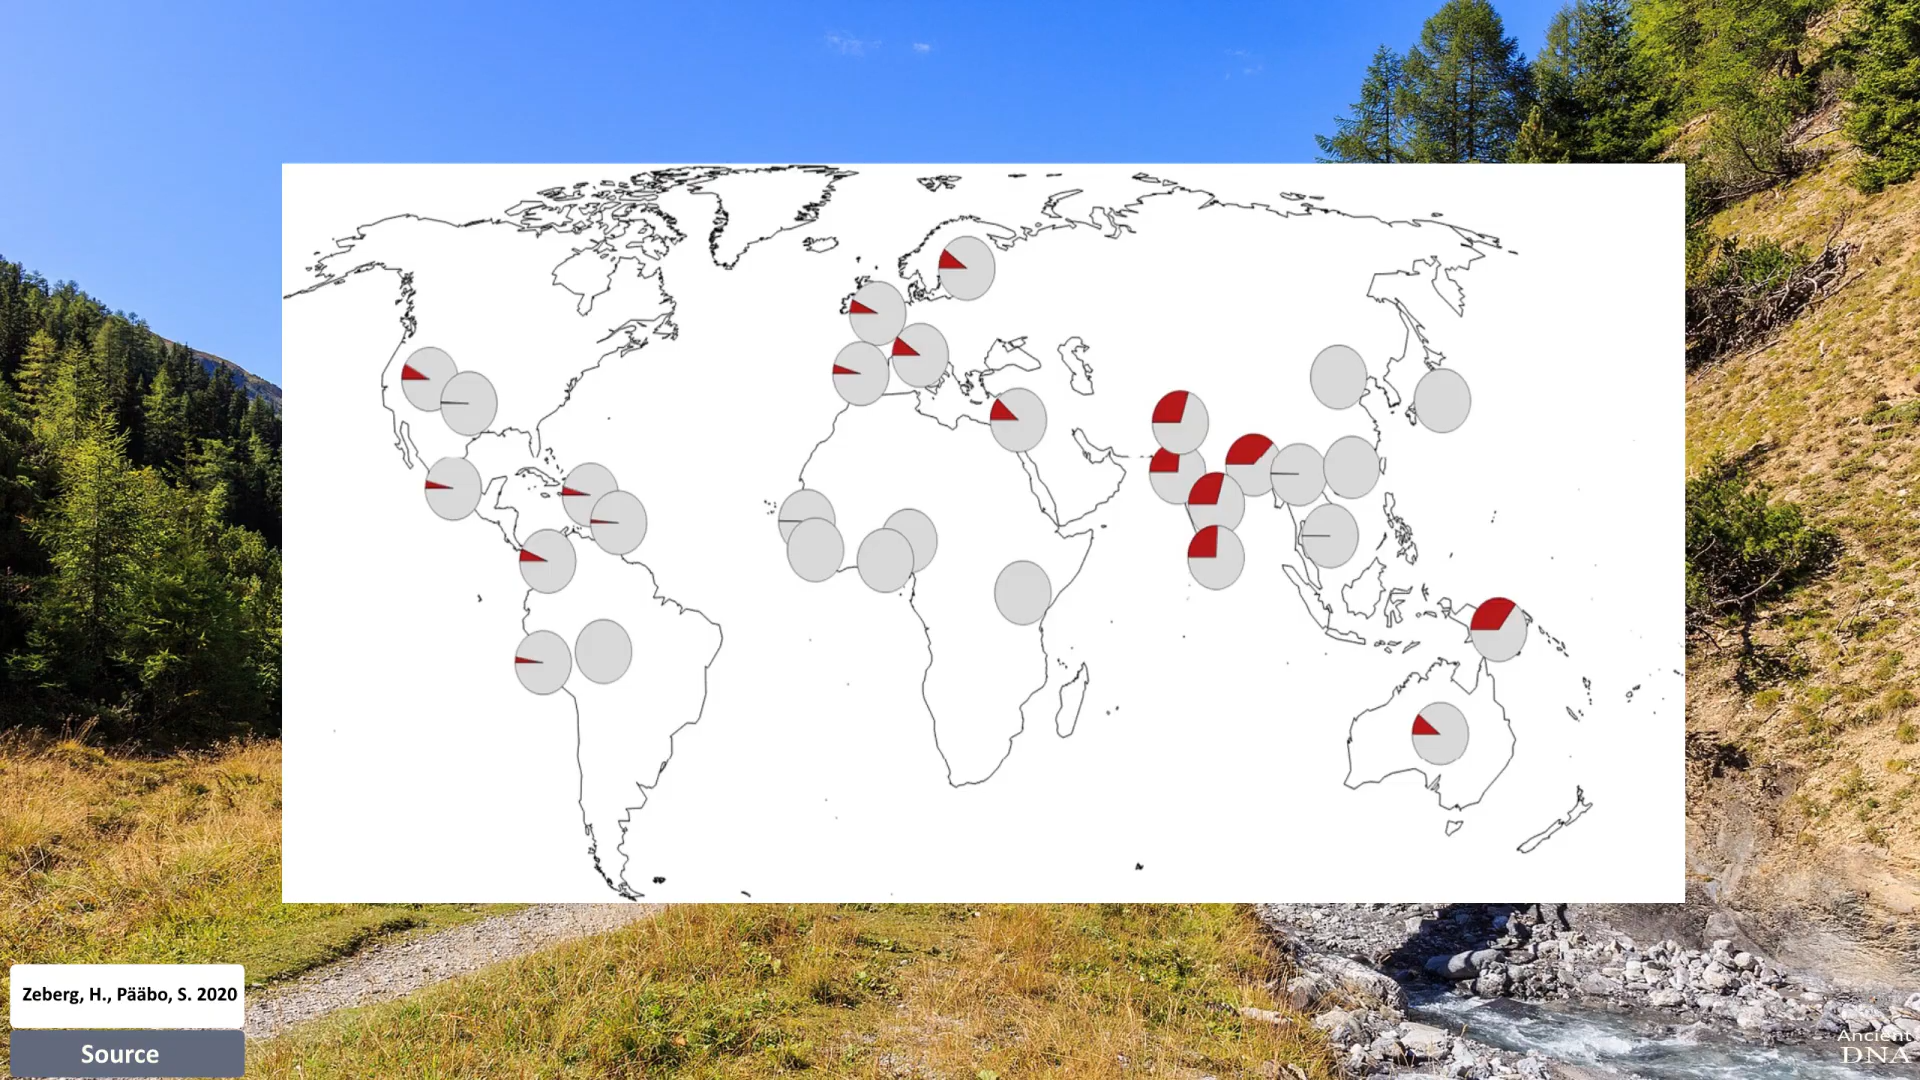 Zeberg, H., Pääbo, S. 2020
Source
Ancient
DNA